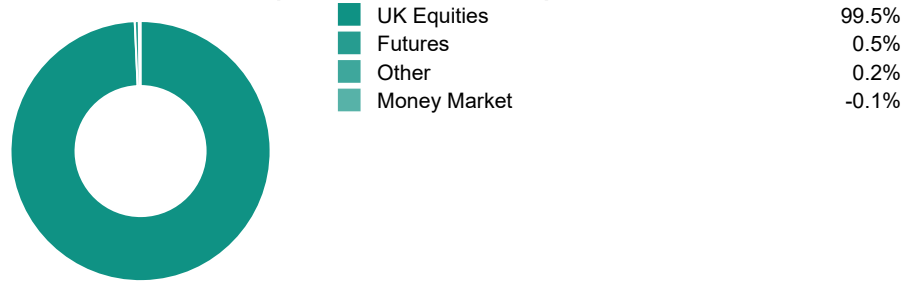 UK Equities 99.5%
Futures 0.5%
Other 0.2%
Money Market -0.1%